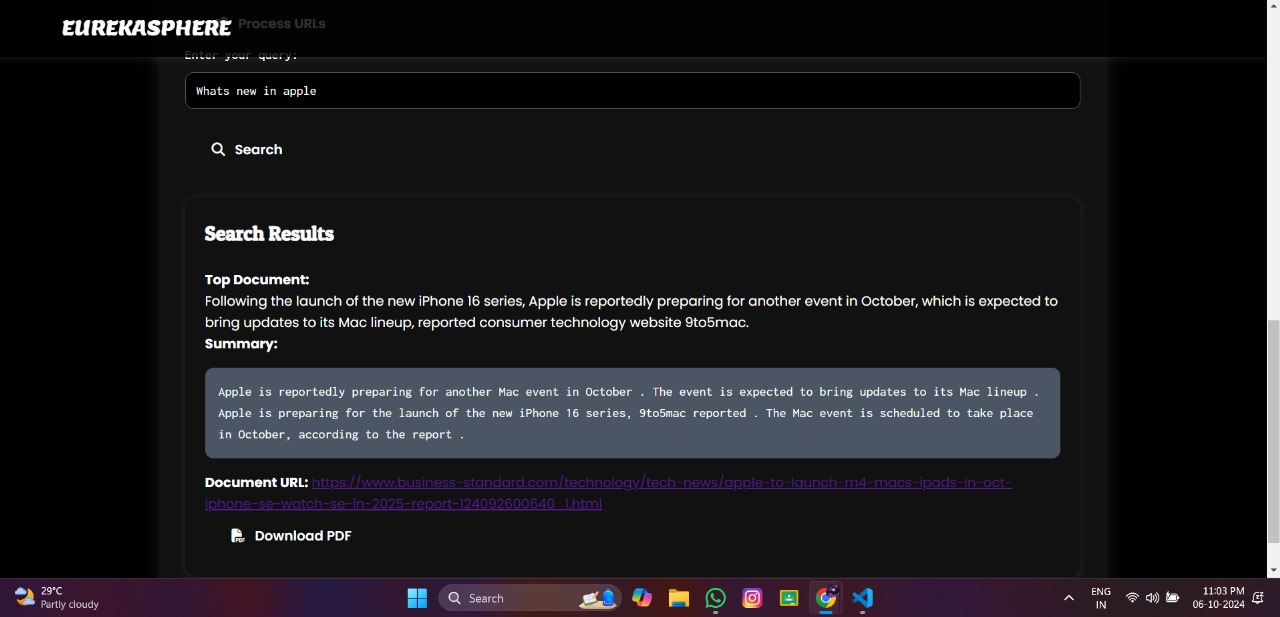 EUREKASPHERE
Process URLs
Enter your query:
Whats new in apple
Search
Search Results
Top Document:
Following the launch of the new iPhone 16 series, Apple is reportedly preparing for another event in October, which is expected to
bring updates to its Mac lineup, reported consumer technology website 9to5mac.
Summary:
Apple is reportedly preparing for another Mac event in October . The event is expected to bring updates to its Mac lineup .
Apple is preparing for the launch of the new iPhone 16 series, 9to5mac reported . The Mac event is scheduled to take place
in October, according to the report .
Document URL: https://www.business-standard.com/technology/tech-news/apple-to-launch-m4-macs-ipads-in-oct-
iphone-se-watch-se-in-2025-report-124092600640_1.html
PDF
Download PDF
29°C
Partly cloudy
Search
ENG
IN
11:03 PM
06-10-2024